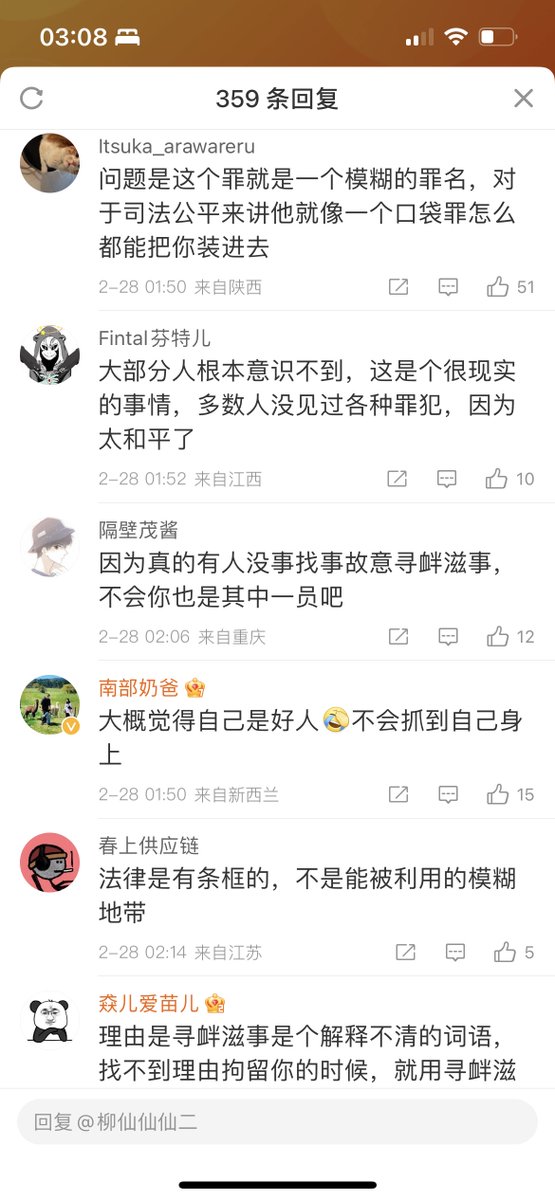 03:08
359 条回复
Itsuka_arawareru
问题是这个罪就是一个模糊的罪名，对
于司法公平来讲他就像一个口袋罪怎么
都能把你装进去
2-28 01:50 来自陕西
51
Fintal芬特儿
大部分人根本意识不到，这是个很现实
的事情，多数人没见过各种罪犯，因为
太和平了
2-28 01:52 来自江西
10
隔壁茂酱
因为真的有人没事找事故意寻衅滋事，
不会你也是其中一员吧
2-28 02:06 来自重庆
12
南部奶爸
大概觉得自己是好人🤣不会抓到自己身
上
2-28 01:50 来自新西兰
15
春上供应链
法律是有条框的，不是能被利用的模糊
地带
2-28 02:14 来自江苏
5
猋儿爱苗儿
理由是寻衅滋事是个解释不清的词语，
找不到理由拘留你的时候，就用寻衅滋
回复@柳仙仙仙二